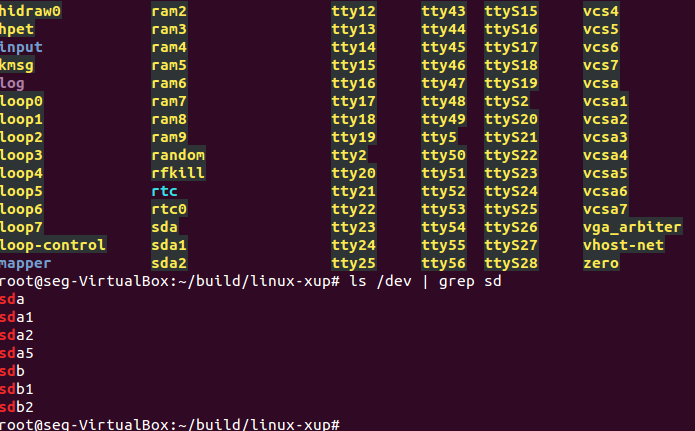 hidraw0 ram2 tty12 tty43 ttyS15 vcs4
hpet ram3 tty13 tty44 ttyS16 vcs5
input ram4 tty14 tty45 ttyS17 vcs6
kmsg ram5 tty15 tty46 ttyS18 vcs7
log ram6 tty16 tty47 ttyS19 vcsa
loop0 ram7 tty17 tty48 ttyS2 vcsa1
loop1 ram8 tty18 tty49 ttyS20 vcsa2
loop2 ram9 tty19 tty5 ttyS21 vcsa3
loop3 random tty2 tty50 ttyS22 vcsa4
loop4 rfkill tty20 tty51 ttyS23 vcsa5
loop5 rtc tty21 tty52 ttyS24 vcsa6
loop6 rtc0 tty22 tty53 ttyS25 vcsa7
loop7 sda tty23 tty54 ttyS26 vga_arbiter
loop-control sda1 tty24 tty55 ttyS27 vhost-net
mapper sda2 tty25 tty56 ttyS28 zero
root@seg-VirtualBox:~/build/linux-xup# ls /dev | grep sd
sda
sda1
sda2
sda5
sdb
sdb1
sdb2
root@seg-VirtualBox:~/build/linux-xup#